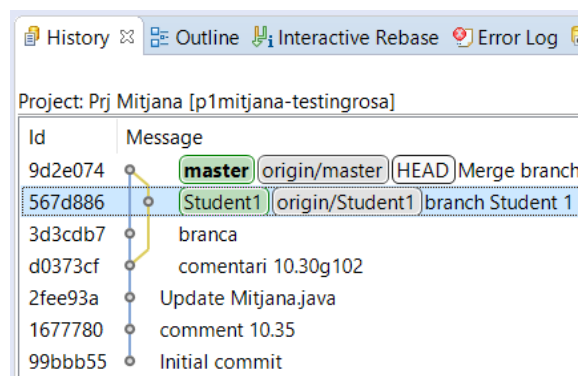 History Outline Interactive Rebase Error Log
Project: Prj Mitjana [p1mitjana-testingrosa]
Id Message
9d2e074 master origin/master HEAD Merge branch
567d886 Student1 origin/Student1 branch Student 1
3d3cdb7 branca
d0373cf comentari 10.30g102
2fee93a Update Mitjana.java
1677780 comment 10.35
99bbb55 Initial commit